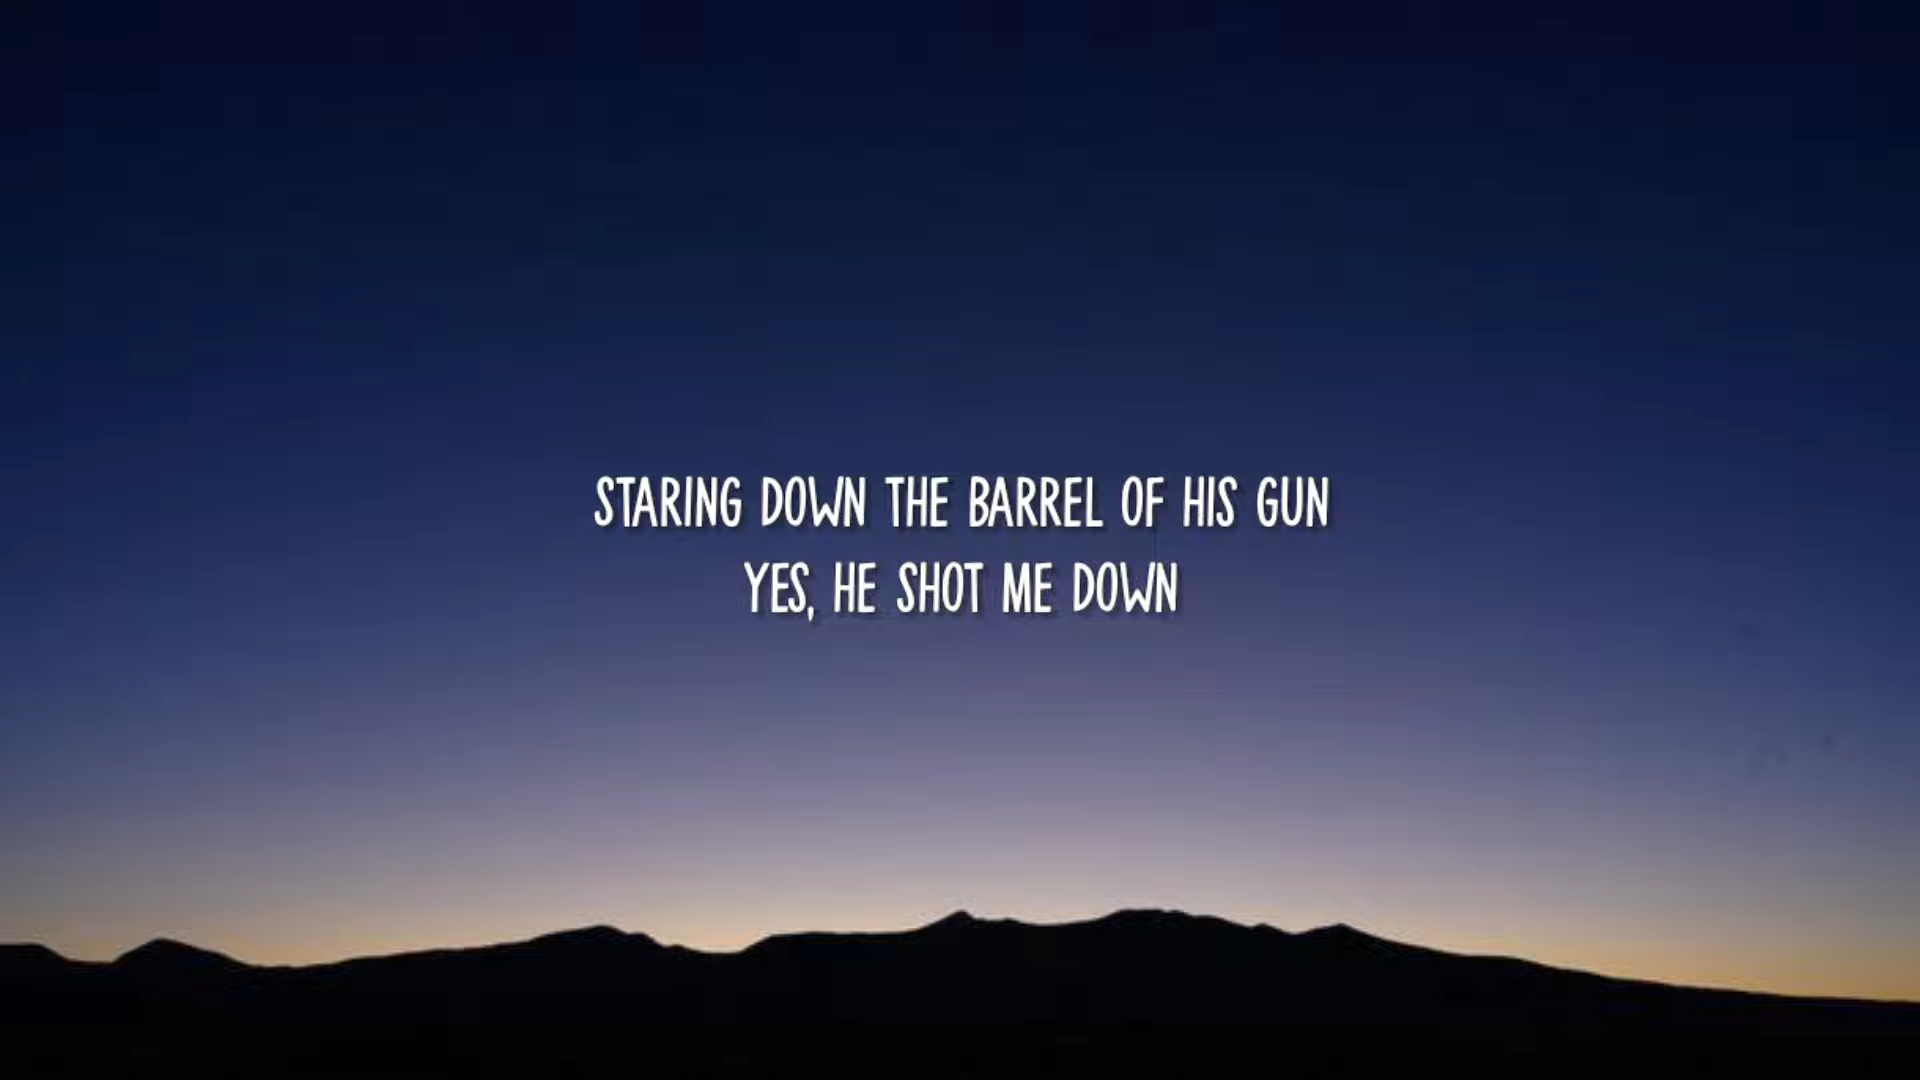 STARING DOWN THE BARREL OF HIS GUN
YES, HE SHOT ME DOWN